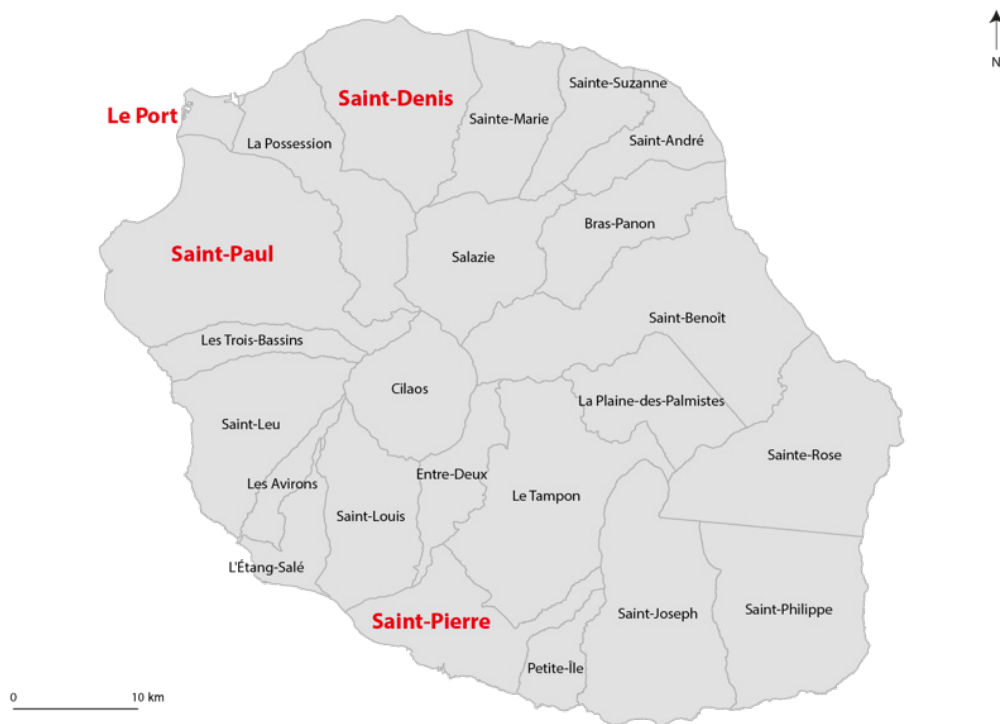 N
Sainte-Suzanne
Saint-Denis
Le Port
Sainte-Marie
La Possession
Saint-André
Bras-Panon
Saint-Paul
Salazie
Saint-Benoît
Les Trois-Bassins
Cilaos
La Plaine-des-Palmistes
Saint-Leu
Sainte-Rose
Entre-Deux
Les Avirons
Le Tampon
Saint-Louis
L'Étang-Salé
Saint-Philippe
Saint-Joseph
Saint-Pierre
Petite-Île
0 10 km